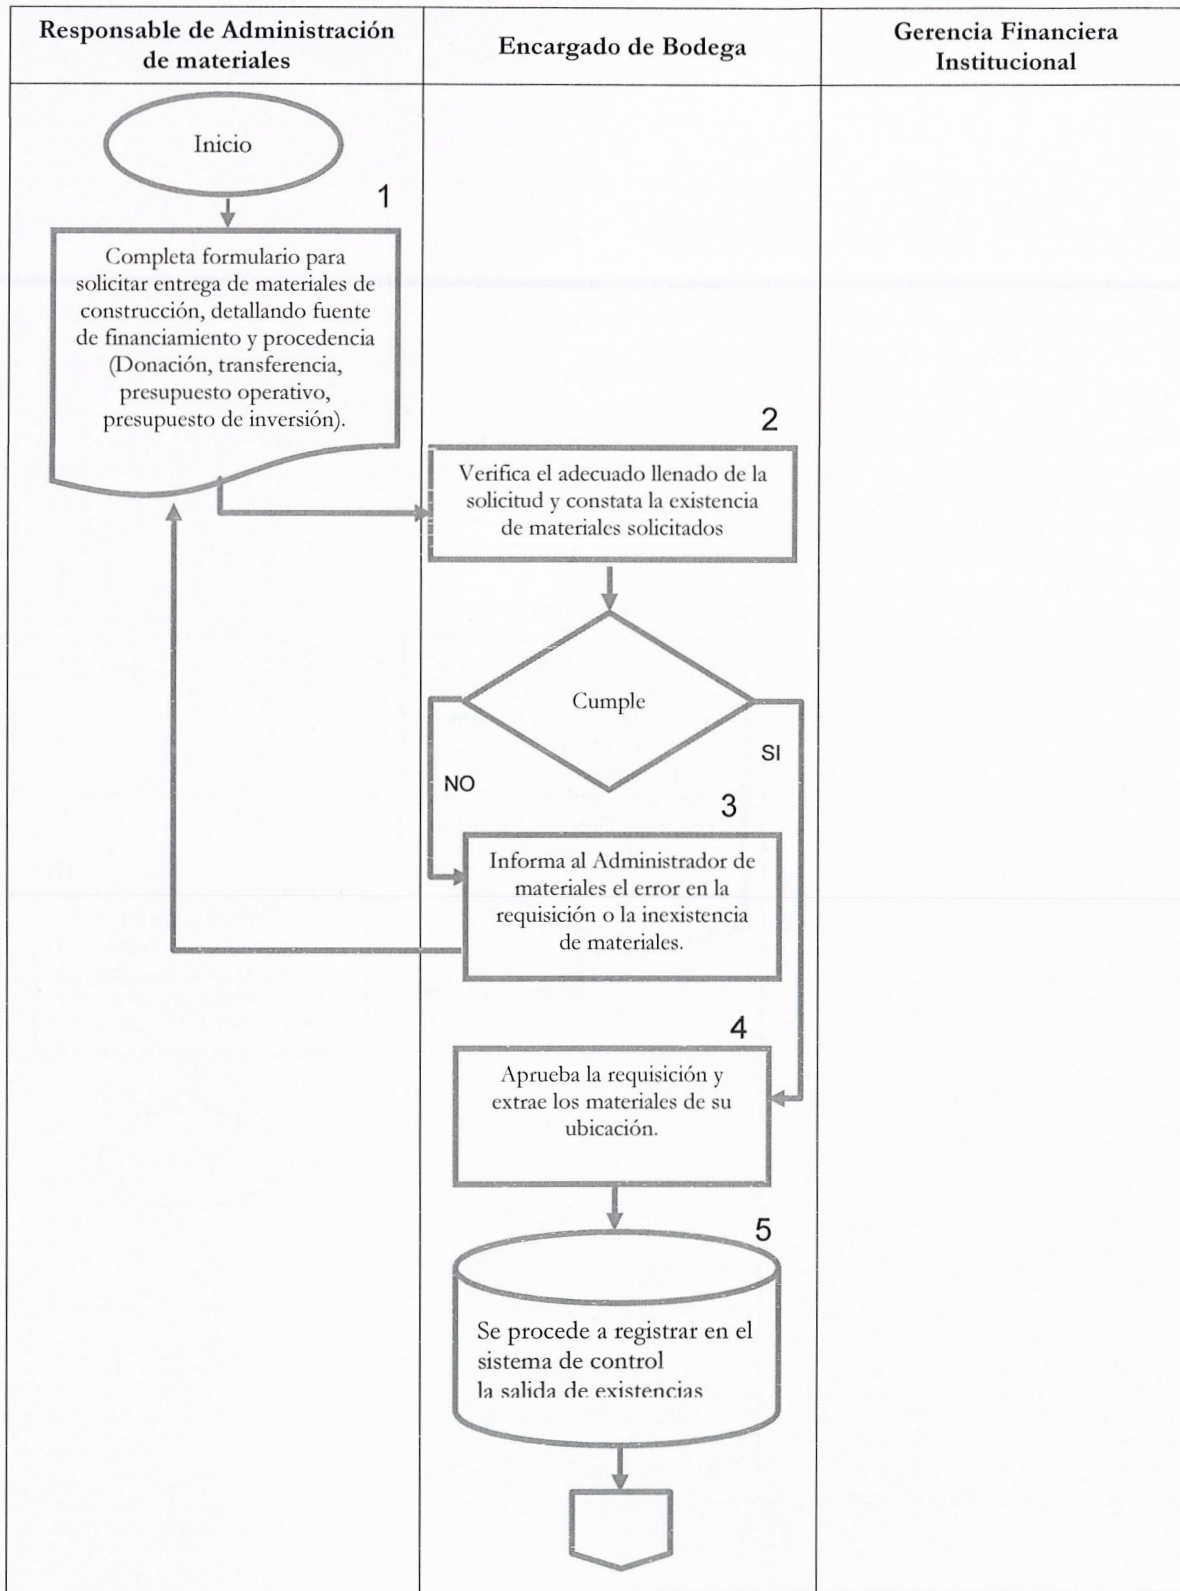 Responsable de Administración
de materiales
Encargado de Bodega
Gerencia Financiera
Institucional
Inicio
1
Completa formulario para
solicitar entrega de materiales de
construcción, detallando fuente
de financiamiento y procedencia
(Donación, transferencia,
presupuesto operativo,
presupuesto de inversión).
2
Verifica el adecuado llenado de la
solicitud y constata la existencia
de materiales solicitados
Cumple
SI
NO
3
Informa al Administrador de
materiales el error en la
requisición o la inexistencia
de materiales.
4
Aprueba la requisición y
extrae los materiales de su
ubicación.
5
Se procede a registrar en el
sistema de control
la salida de existencias